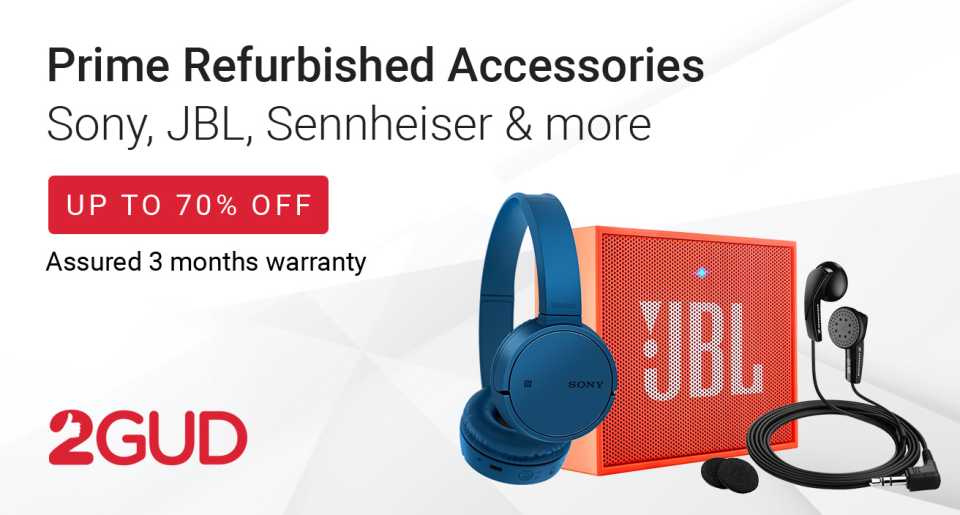 Prime Refurbished Accessories
Sony, JBL, Sennheiser & more
UP TO 70% OFF
Assured 3 months warranty
SONY
JBL
2GUD